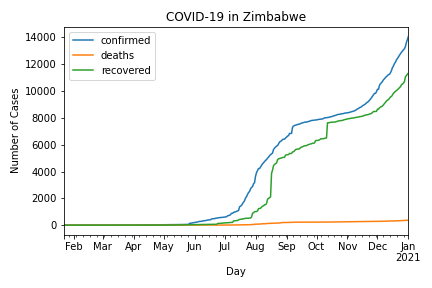 COVID-19 in Zimbabwe
confirmed
deaths
recovered
Number of Cases
14000
12000
10000
8000
6000
4000
2000
0
Feb Mar Apr May Jun Jul Aug Sep Oct Nov Dec Jan
2021
Day